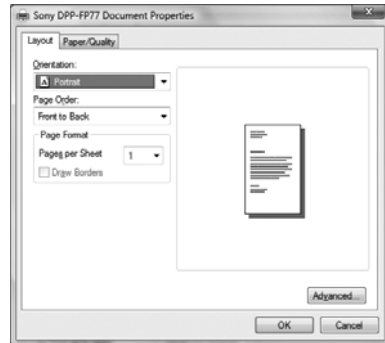 Sony DPP-FP77 Document Properties
Layout Paper/Quality
Orientation:
A Portrait
Page Order:
Front to Back
Page Format
Pages per Sheet 1
Draw Borders
Advanced...
OK Cancel